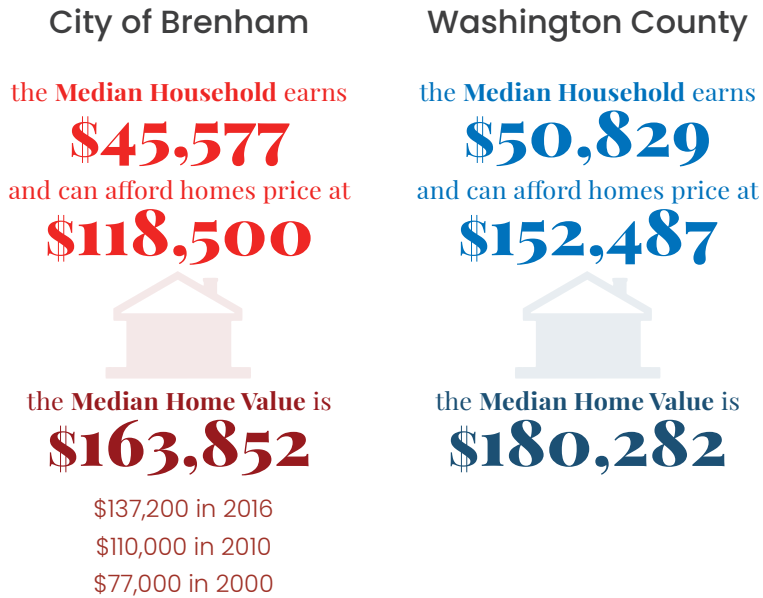 City of Brenham
the Median Household earns
$45,577
and can afford homes price at
$118,500
the Median Home Value is
$163,852
$137,200 in 2016
$110,000 in 2010
$77,000 in 2000
Washington County
the Median Household earns
$50,829
and can afford homes price at
$152,487
the Median Home Value is
$180,282